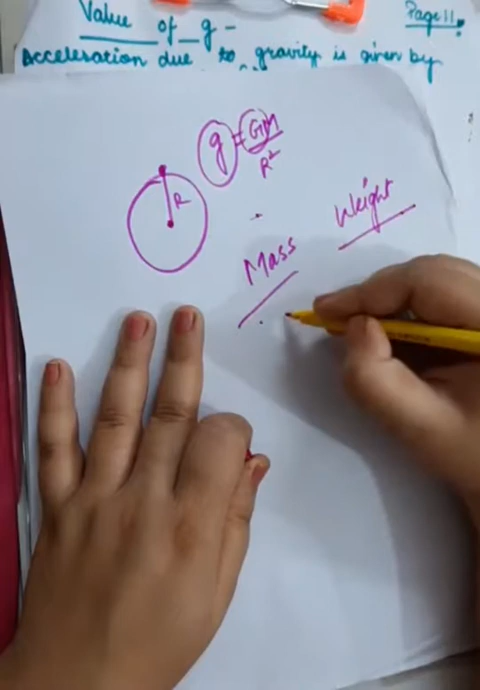 Value of g - Page 11.
Acceleration due to gravity is given by
g = GM
R²
R
Weight
Mass